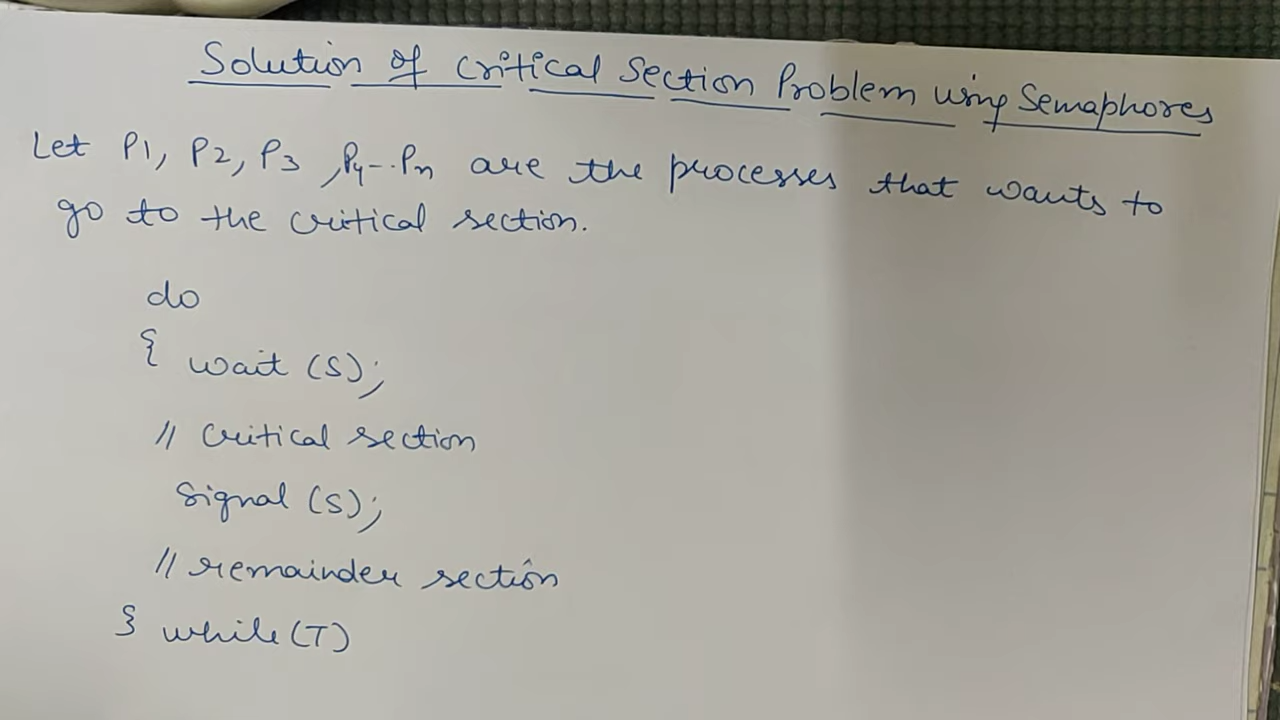 Solution of Critical Section Problem using Semaphores
Let P1, P2, P3 ,P4-..Pn are the processes that wants to
go to the critical section.
do
{ wait (S);
// critical section
Signal (S);
// remainder section
} while(T)